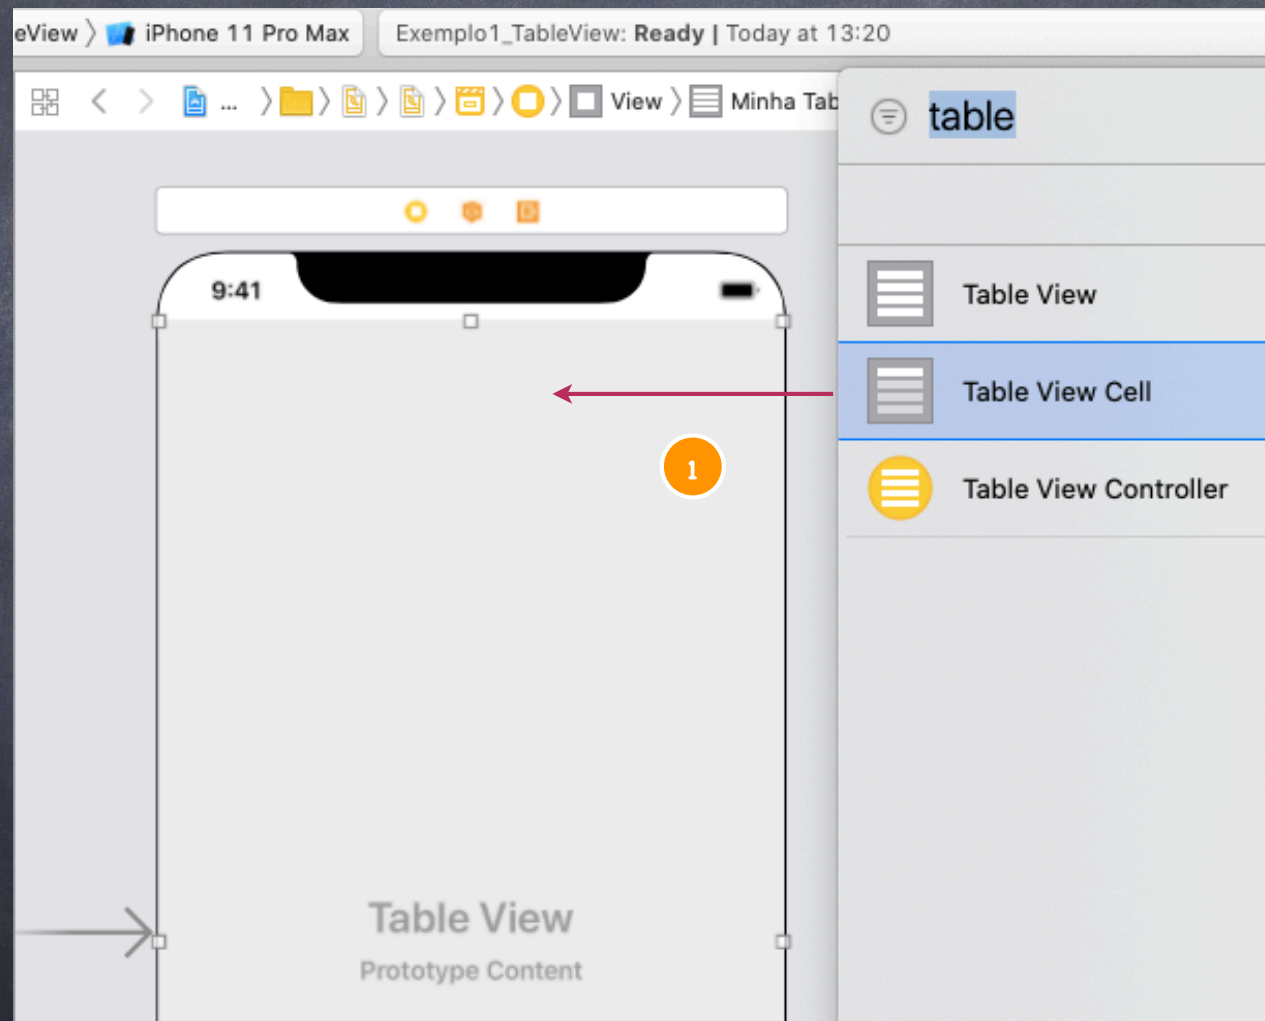 eView 〉 iPhone 11 Pro Max
Exemplo1_TableView: Ready | Today at 13:20
... 〉 〉 〉 〉 〉 〉 View 〉 Minha Tab
table
9:41
Table View
Table View Cell
1
Table View Controller
Table View
Prototype Content